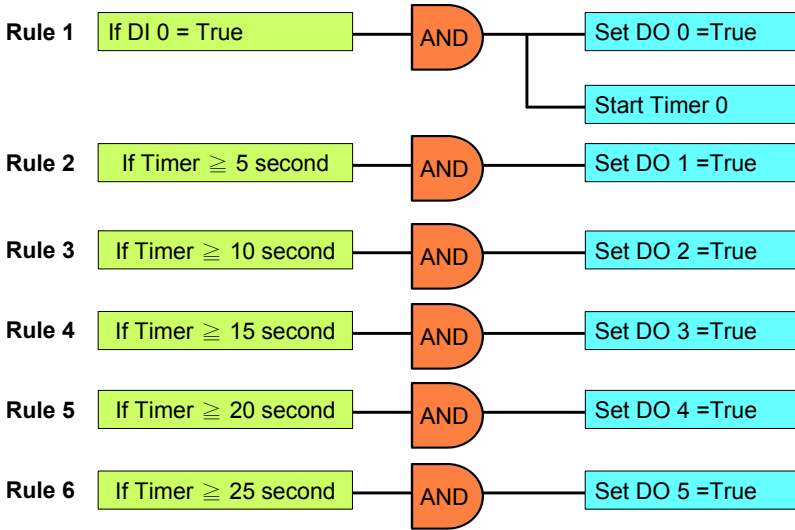 Rule 1 If DI 0 = True AND Set DO 0 =True
Start Timer 0
Rule 2 If Timer ≧ 5 second AND Set DO 1 =True
Rule 3 If Timer ≧ 10 second AND Set DO 2 =True
Rule 4 If Timer ≧ 15 second AND Set DO 3 =True
Rule 5 If Timer ≧ 20 second AND Set DO 4 =True
Rule 6 If Timer ≧ 25 second AND Set DO 5 =True